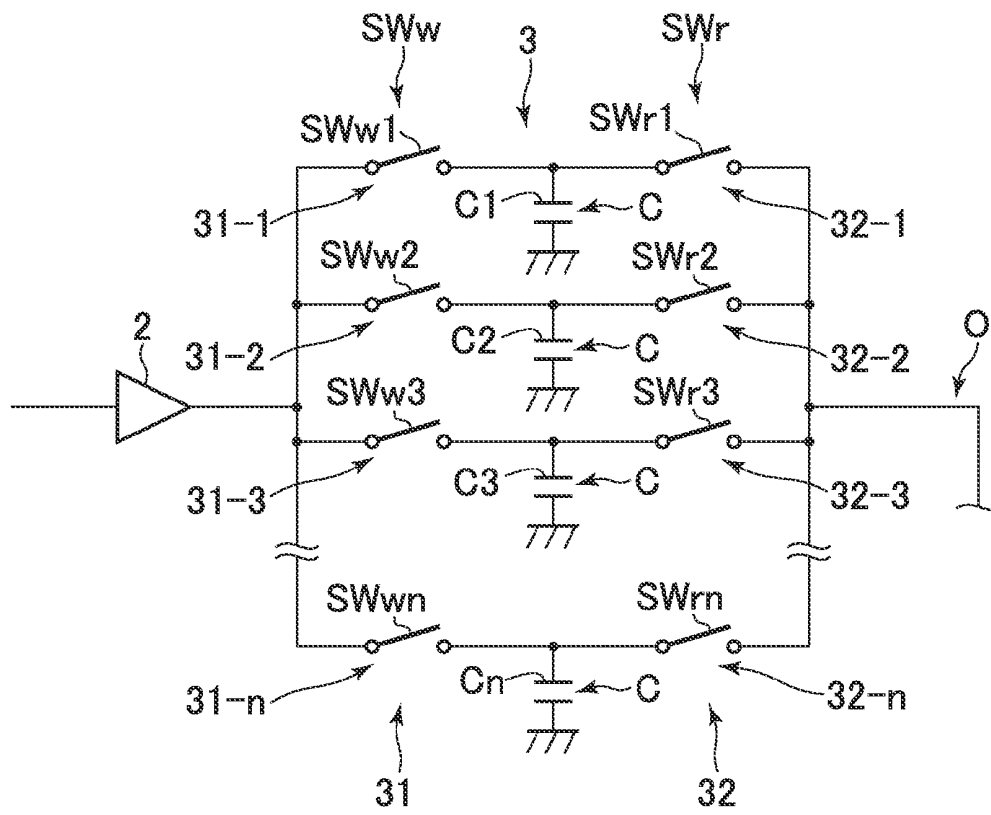 SWw 3 SWr
SWw1 SWr1
31-1 C1 C 32-1
SWw2 SWr2
2 31-2 C2 C 32-2 O
SWw3 SWr3
31-3 C3 C 32-3
SWwn SWrn
31-n Cn C 32-n
31 32